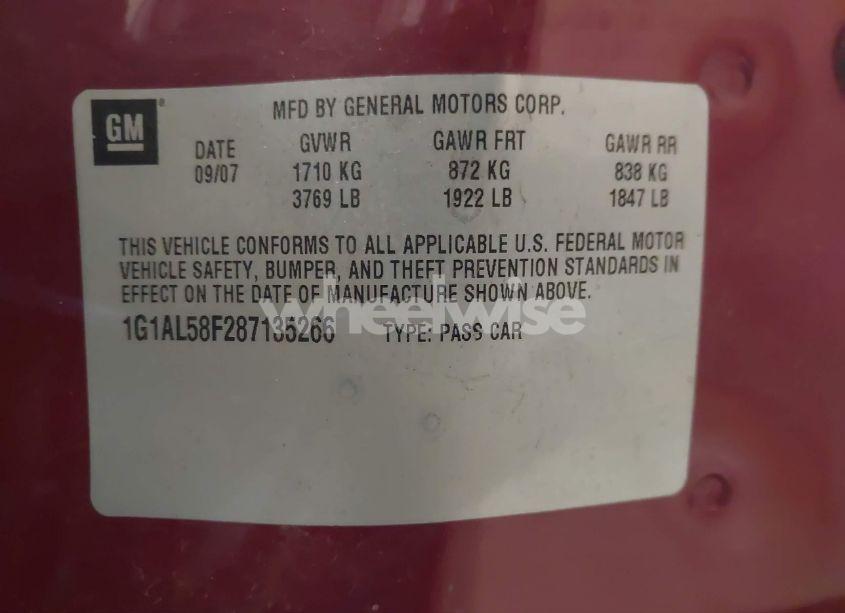 GM®
MFD BY GENERAL MOTORS CORP.
DATE GVWR GAWR FRT GAWR RR
09/07 1710 KG 872 KG 838 KG
3769 LB 1922 LB 1847 LB
THIS VEHICLE CONFORMS TO ALL APPLICABLE U.S. FEDERAL MOTOR
VEHICLE SAFETY, BUMPER, AND THEFT PREVENTION STANDARDS IN
EFFECT ON THE DATE OF MANUFACTURE SHOWN ABOVE.
wheelwise
1G1AL58F287135266 TYPE: PASS CAR